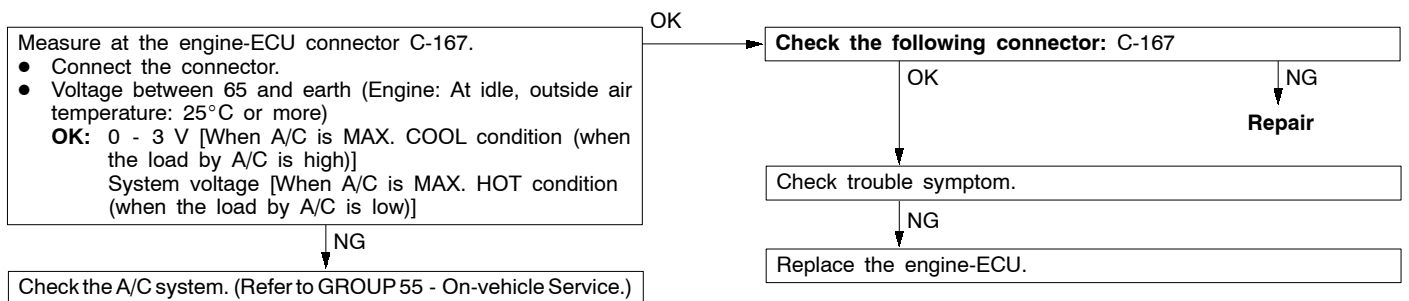 OK
Measure at the engine-ECU connector C-167.
● Connect the connector.
● Voltage between 65 and earth (Engine: At idle, outside air
temperature: 25°C or more)
OK: 0 - 3 V [When A/C is MAX. COOL condition (when
the load by A/C is high)]
System voltage [When A/C is MAX. HOT condition
(when the load by A/C is low)]
NG
Check the A/C system. (Refer to GROUP 55 - On-vehicle Service.)
Check the following connector: C-167
OK
NG
Repair
Check trouble symptom.
NG
Replace the engine-ECU.